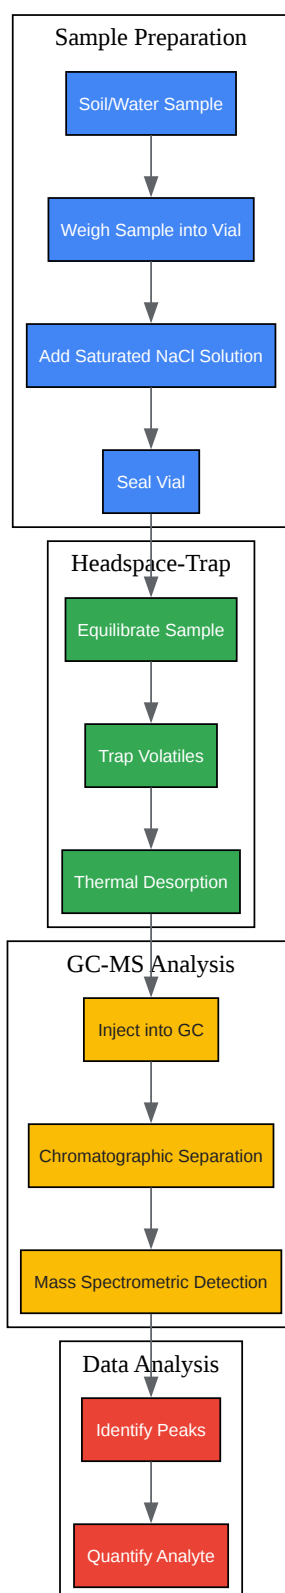 Sample Preparation
Soil/Water Sample
Weigh Sample into Vial
Add Saturated NaCl Solution
Seal Vial
Headspace-Trap
Equilibrate Sample
Trap Volatiles
Thermal Desorption
GC-MS Analysis
Inject into GC
Chromatographic Separation
Mass Spectrometric Detection
Data Analysis
Identify Peaks
Quantify Analyte